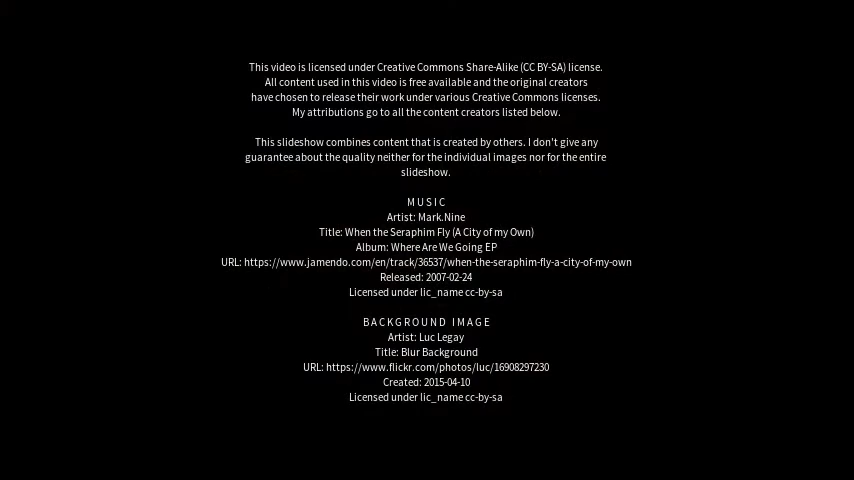 This video is licensed under Creative Commons Share-Alike (CC BY-SA) license.
All content used in this video is free available and the original creators
have chosen to release their work under various Creative Commons licenses.
My attributions go to all the content creators listed below.
This slideshow combines content that is created by others. I don't give any
guarantee about the quality neither for the individual images nor for the entire
slideshow.
MUSIC
Artist: Mark.Nine
Title: When the Seraphim Fly (A City of my Own)
Album: Where Are We Going EP
URL: https://www.jamendo.com/en/track/36537/when-the-seraphim-fly-a-city-of-my-own
Released: 2007-02-24
Licensed under lic_name cc-by-sa
BACKGROUND IMAGE
Artist: Luc Legay
Title: Blur Background
URL: https://www.flickr.com/photos/luc/16908297230
Created: 2015-04-10
Licensed under lic_name cc-by-sa